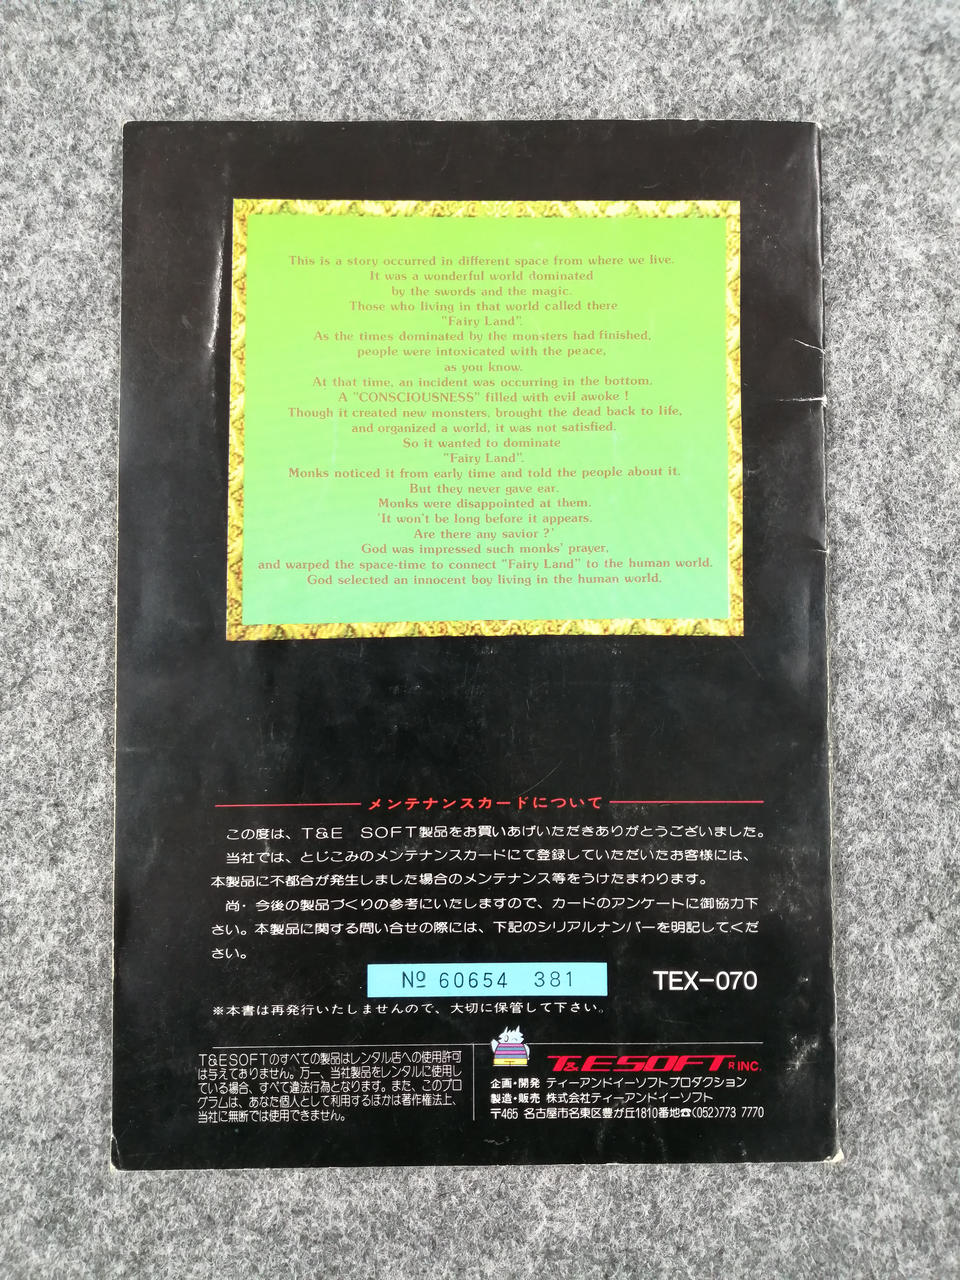 This is a story occurred in different space from where we live.
It was a wonderful world dominated
by the swords and the magic.
Those who living in that world called there
"Fairy Land".
As the times dominated by the monsters had finished,
people were intoxicated with the peace,
as you know.
At that time, an incident was occurring in the bottom.
A "CONSCIOUSNESS" filled with evil awoke !
Though it created new monsters, brought the dead back to life,
and organized a world, it was not satisfied.
So it wanted to dominate
"Fairy Land".
Monks noticed it from early time and told the people about it.
But they never gave ear.
Monks were disappointed at them.
'It won't be long before it appears.
Are there any savior ?'
God was impressed such monks' prayer,
and warped the space-time to connect "Fairy Land" to the human world.
God selected an innocent boy living in the human world.
メンテナンスカードについて
この度は、T&E SOFT製品をお買いあげいただきありがとうございました。
当社では、とじこみのメンテナンスカードにて登録していただいたお客様には、
本製品に不都合が発生しました場合のメンテナンス等をうけたまわります。
尚・今後の製品づくりの参考にいたしますので、カードのアンケートに御協力下
さい。本製品に関する問い合せの際には、下記のシリアルナンバーを明記してくだ
さい。
№ 60654 381
TEX-070
※本書は再発行いたしませんので、大切に保管して下さい。
T&ESOFTのすべての製品はレンタル店への使用許可
は与えておりません。万一、当社製品をレンタルに使用し
ている場合、すべて違法行為となります。また、このプロ
グラムは、あなた個人として利用するほかは著作権法上、
当社に無断では使用できません。
T&ESOFT R INC.
企画・開発 ティーアンドイーソフトプロダクション
製造・販売 株式会社ティーアンドイーソフト
〒465 名古屋市名東区豊が丘1810番地☎(052)773 7770